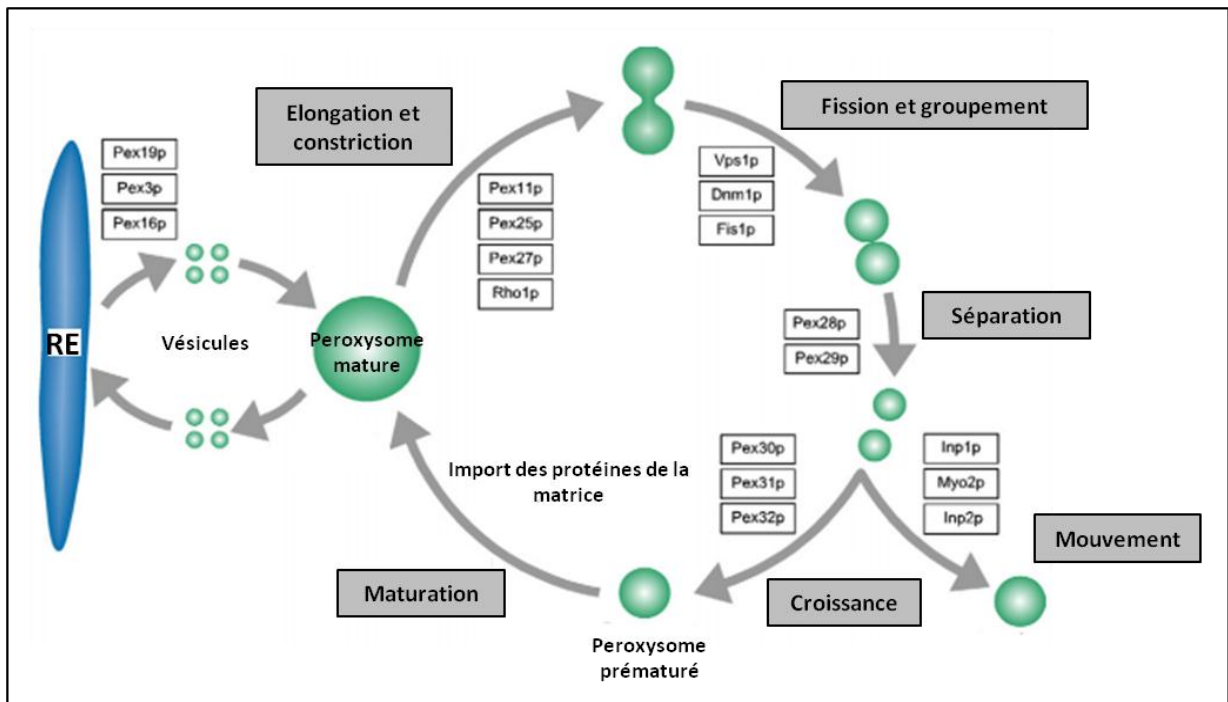 Elongation et
constriction
Fission et groupement
Pex19p
Pex3p
Pex16p
Vps1p
Dnm1p
Fis1p
Pex11p
Pex25p
Pex27p
Rho1p
RE
Vésicules
Peroxysome
mature
Séparation
Pex28p
Pex29p
Import des protéines de la
matrice
Pex30p
Pex31p
Pex32p
Inp1p
Myo2p
Inp2p
Mouvement
Maturation
Croissance
Peroxysome
prématuré